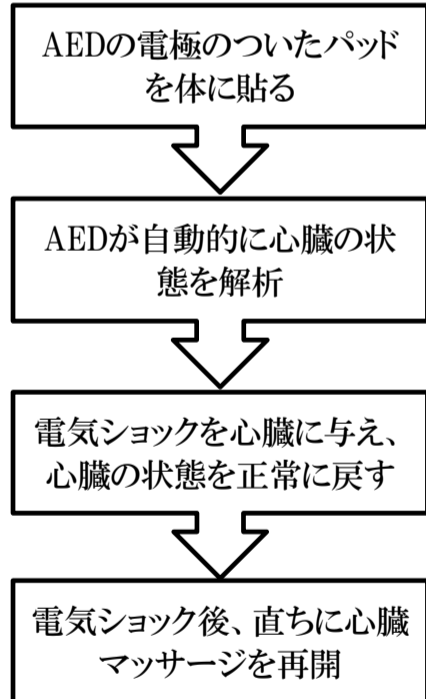 AEDの電極のついたパッド
を体に貼る
AEDが自動的に心臓の状
態を解析
電気ショックを心臓に与え、
心臓の状態を正常に戻す
電気ショック後、直ちに心臓
マッサージを再開